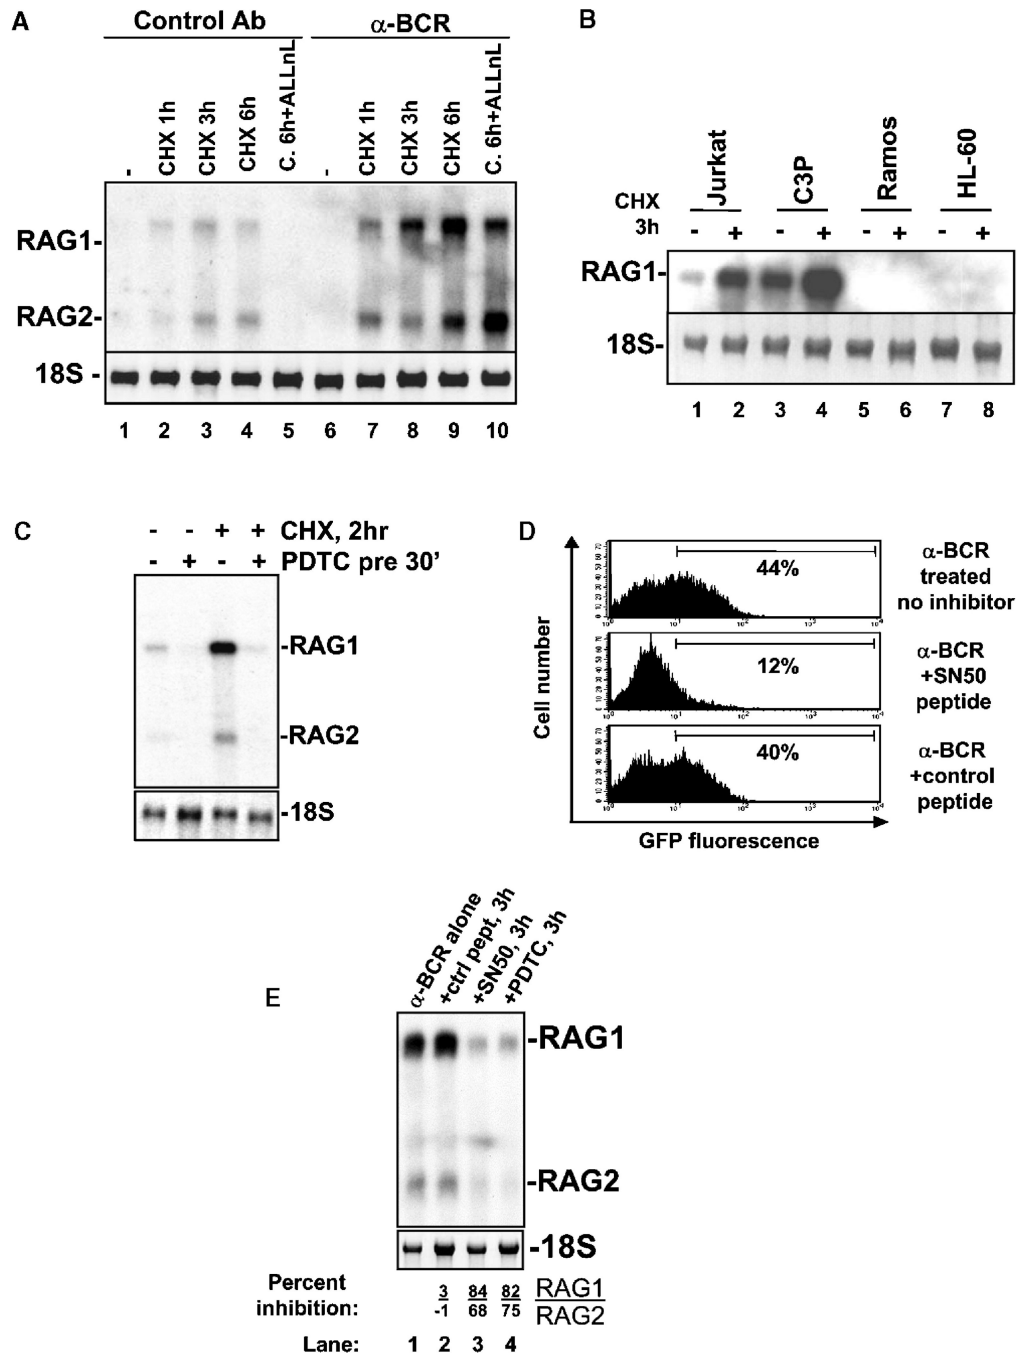 A
Control Ab
α-BCR
-
CHX 1h
CHX 3h
CHX 6h
C. 6h+ALLnL
-
CHX 1h
CHX 3h
CHX 6h
C. 6h+ALLnL
RAG1-
RAG2-
18S -
1 2 3 4 5 6 7 8 9 10
B
Jurkat
C3P
Ramos
HL-60
CHX
3h
- + - + - + - +
RAG1-
18S-
1 2 3 4 5 6 7 8
C
- - + + CHX, 2hr
- + - + PDTC pre 30'
-RAG1
-RAG2
-18S
D
Cell number
44%
α-BCR
treated
no inhibitor
12%
α-BCR
+SN50
peptide
40%
α-BCR
+control
peptide
GFP fluorescence
E
α-BCR alone
+ctrl pept, 3h
+SN50, 3h
+PDTC, 3h
-RAG1
-RAG2
-18S
Percent
inhibition:
3 84 82 RAG1
-1 68 75 RAG2
Lane: 1 2 3 4